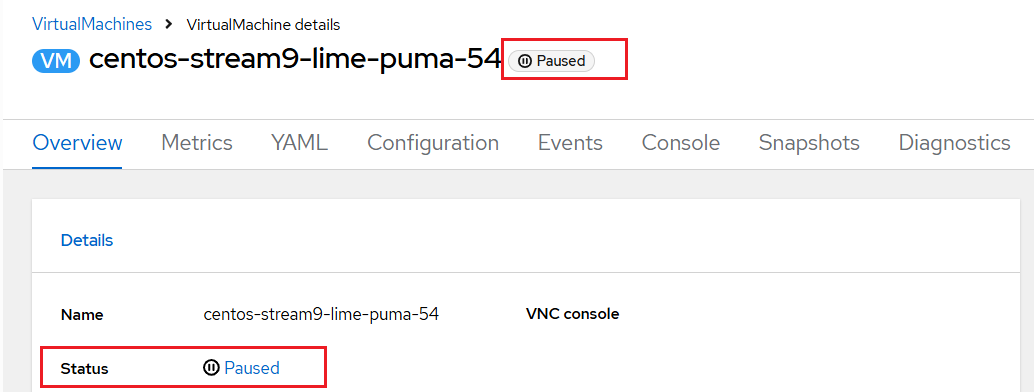 VirtualMachines > VirtualMachine details
VM centos-stream9-lime-puma-54 Paused
Overview Metrics YAML Configuration Events Console Snapshots Diagnostics
Details
Name centos-stream9-lime-puma-54 VNC console
Status Paused